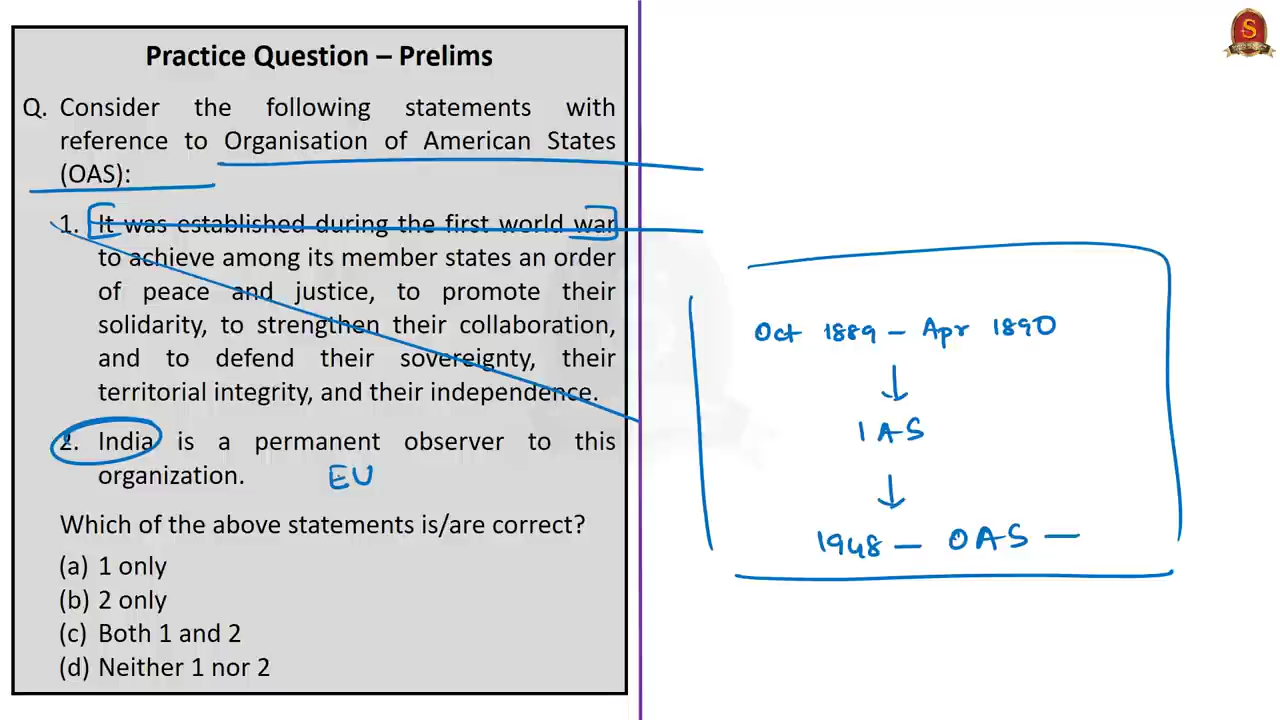 Practice Question – Prelims
Q. Consider the following statements with
reference to Organisation of American States
(OAS):
1. It was established during the first world war
to achieve among its member states an order
of peace and justice, to promote their
solidarity, to strengthen their collaboration,
and to defend their sovereignty, their
territorial integrity, and their independence.
2. India is a permanent observer to this
organization. EU
Which of the above statements is/are correct?
(a) 1 only
(b) 2 only
(c) Both 1 and 2
(d) Neither 1 nor 2
Oct 1889 – Apr 1890
IAS
1948 – OAS –
S